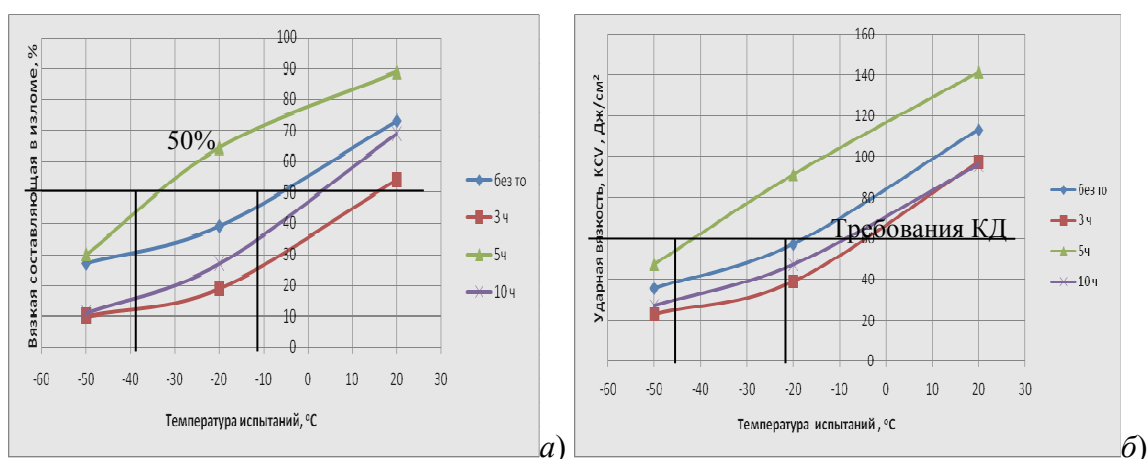 Вязкая составляющая в изломе, %
100
90
80
70
60
50
40
30
20
10
0
50%
-60 -50 -40 -30 -20 -10 0 10 20 30
Температура испытаний, °С
без то
3 ч
5ч
10 ч
а)
Ударная вязкость, KCV, Дж/см²
160
140
120
100
80
60
40
20
0
Требования КД
-60 -50 -40 -30 -20 -10 0 10 20 30
Температура испытаний, °С
без то
3 ч
5ч
10 ч
б)